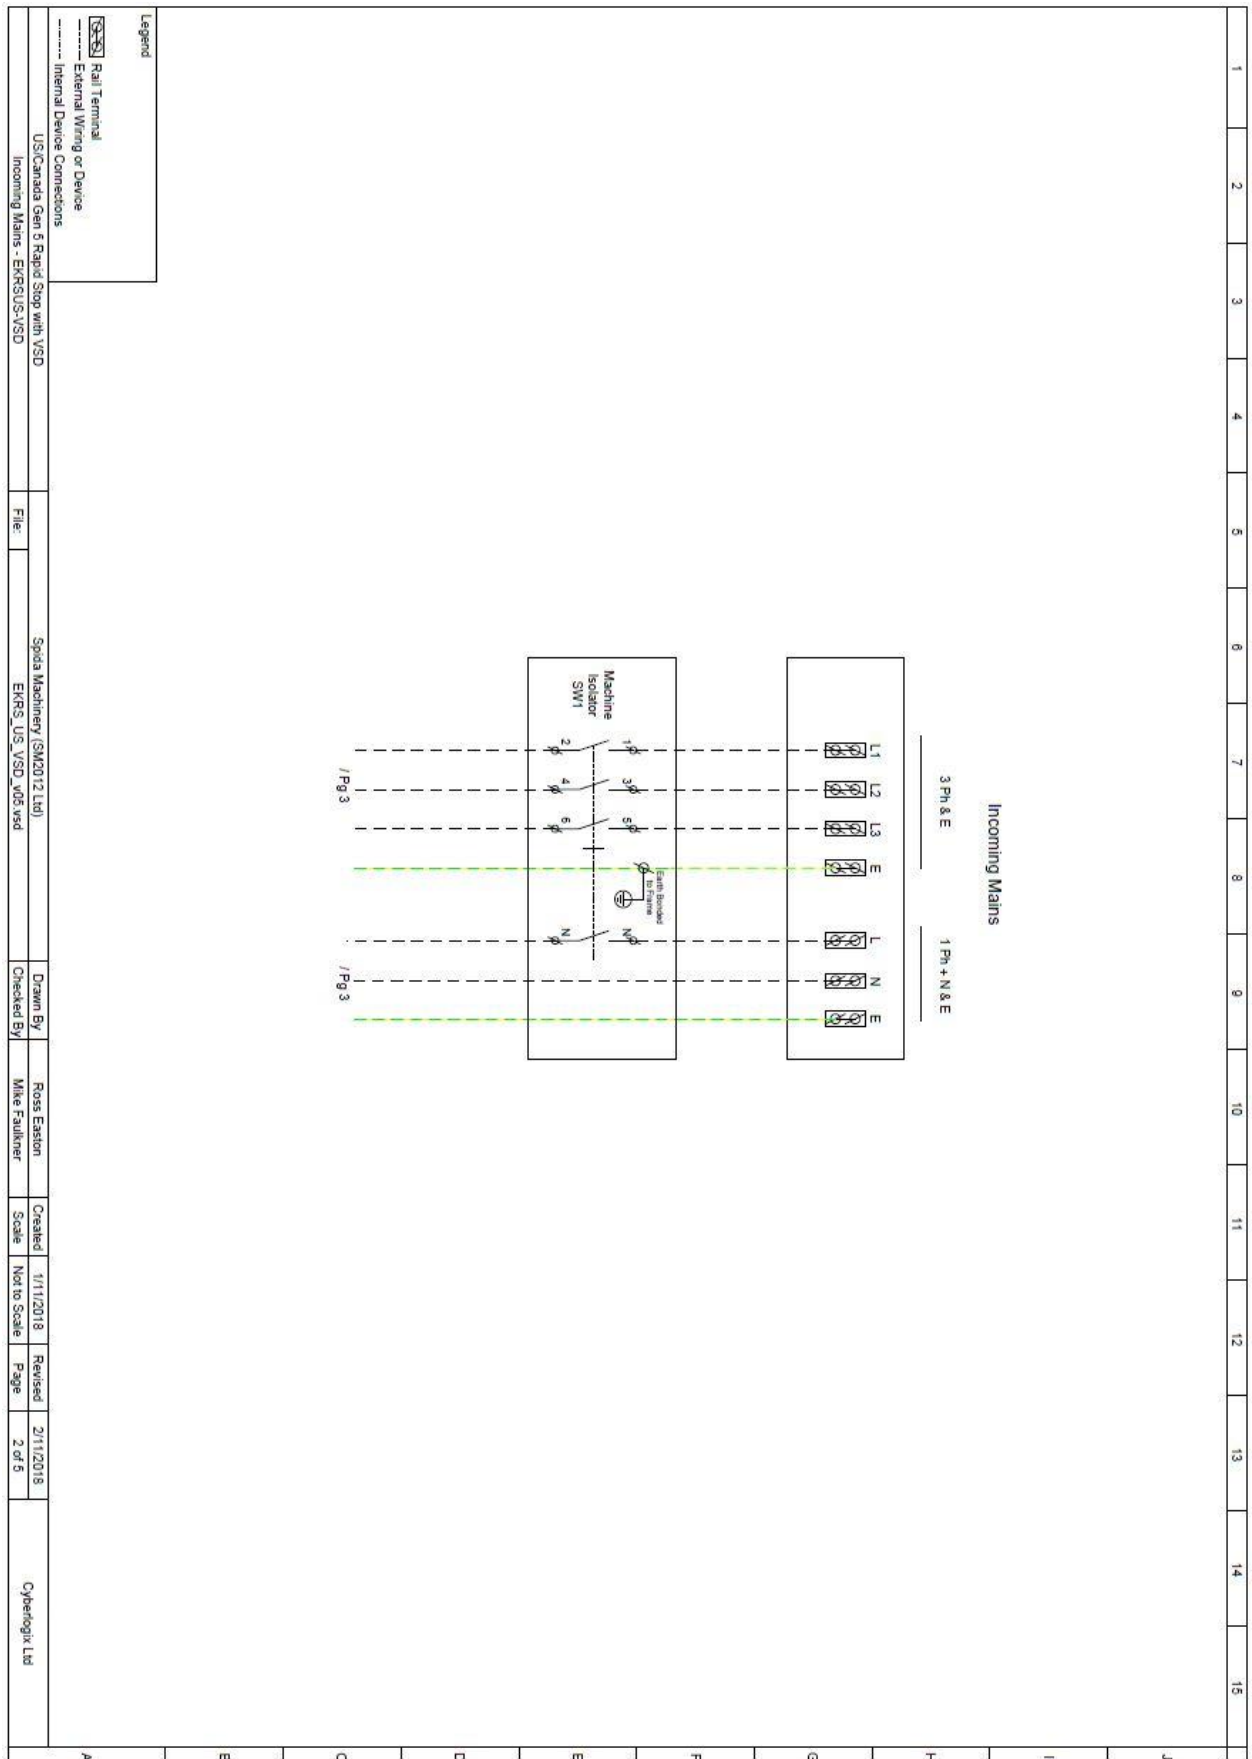 1
2
3
4
5
6
7
8
9
10
11
12
13
14
15
Incoming Mains
3 Ph & E
1 Ph + N & E
L1
L2
L3
E
L
N
E
Earth Bonded
to Frame
Machine
Isolator
SW1
1
3
5
N
2
4
6
N
/ Pg 3
/ Pg 3
Legend
Rail Terminal
External Wiring or Device
Internal Device Connections
US/Canada Gen 5 Rapid Stop with VSD
Spida Machinery (SM2012 Ltd)
Drawn By
Ross Easton
Created
1/11/2018
Revised
2/11/2018
Cyberlogix Ltd
Incoming Mains - EKRSUS-VSD
File:
EKRS_US_VSD_v05.vsd
Checked By
Mike Faulkner
Scale
Not to Scale
Page
2 of 5